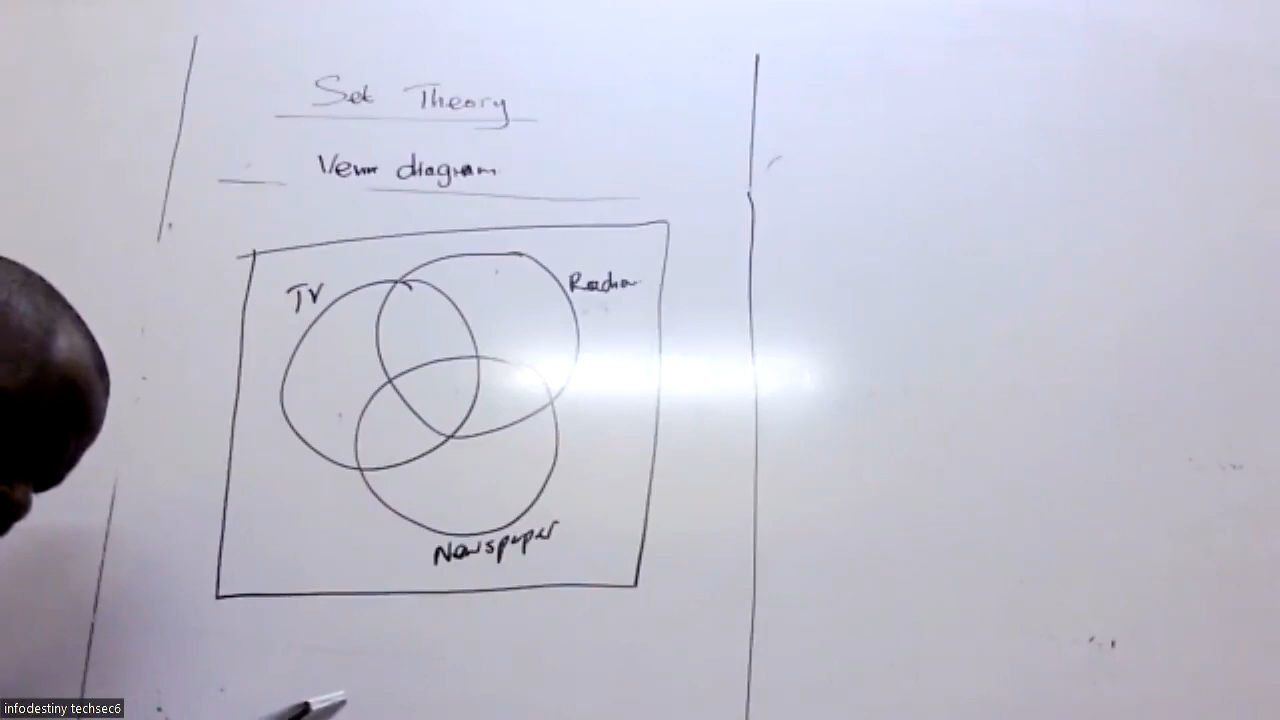 Set Theory
Venn diagram
TV
Radio
Newspaper
infodestiny techsec6